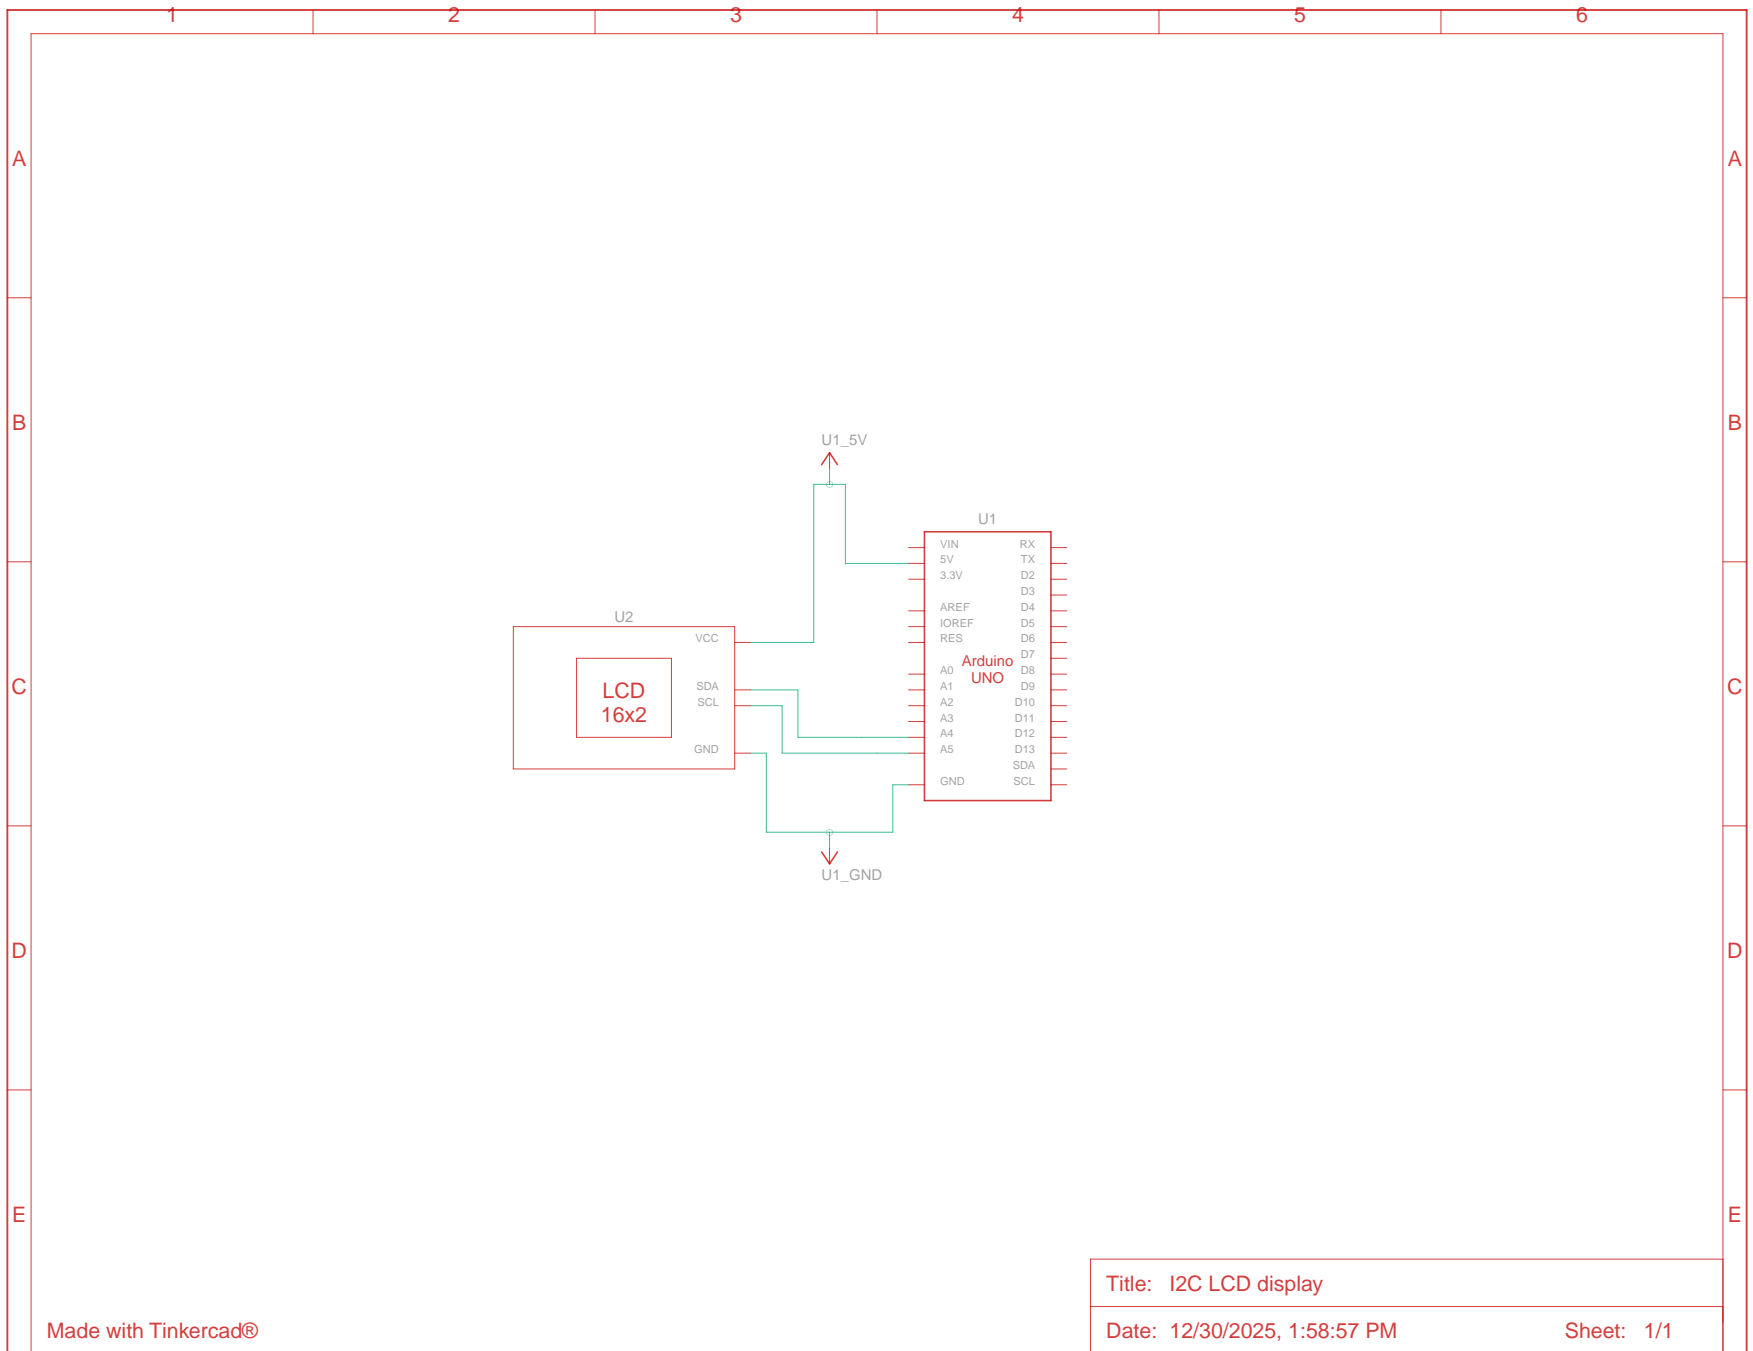 1 2 3 4 5 6
A A
B B
U1_5V
U1
VIN RX
5V TX
3.3V D2
D3
AREF D4
IOREF D5
RES D6
D7
Arduino
UNO
A0 D8
A1 D9
A2 D10
A3 D11
A4 D12
A5 D13
SDA
GND SCL
U2
VCC
LCD
16x2
SDA
SCL
GND
C C
U1_GND
D D
E E
Title: I2C LCD display
Made with Tinkercad®
Date: 12/30/2025, 1:58:57 PM Sheet: 1/1